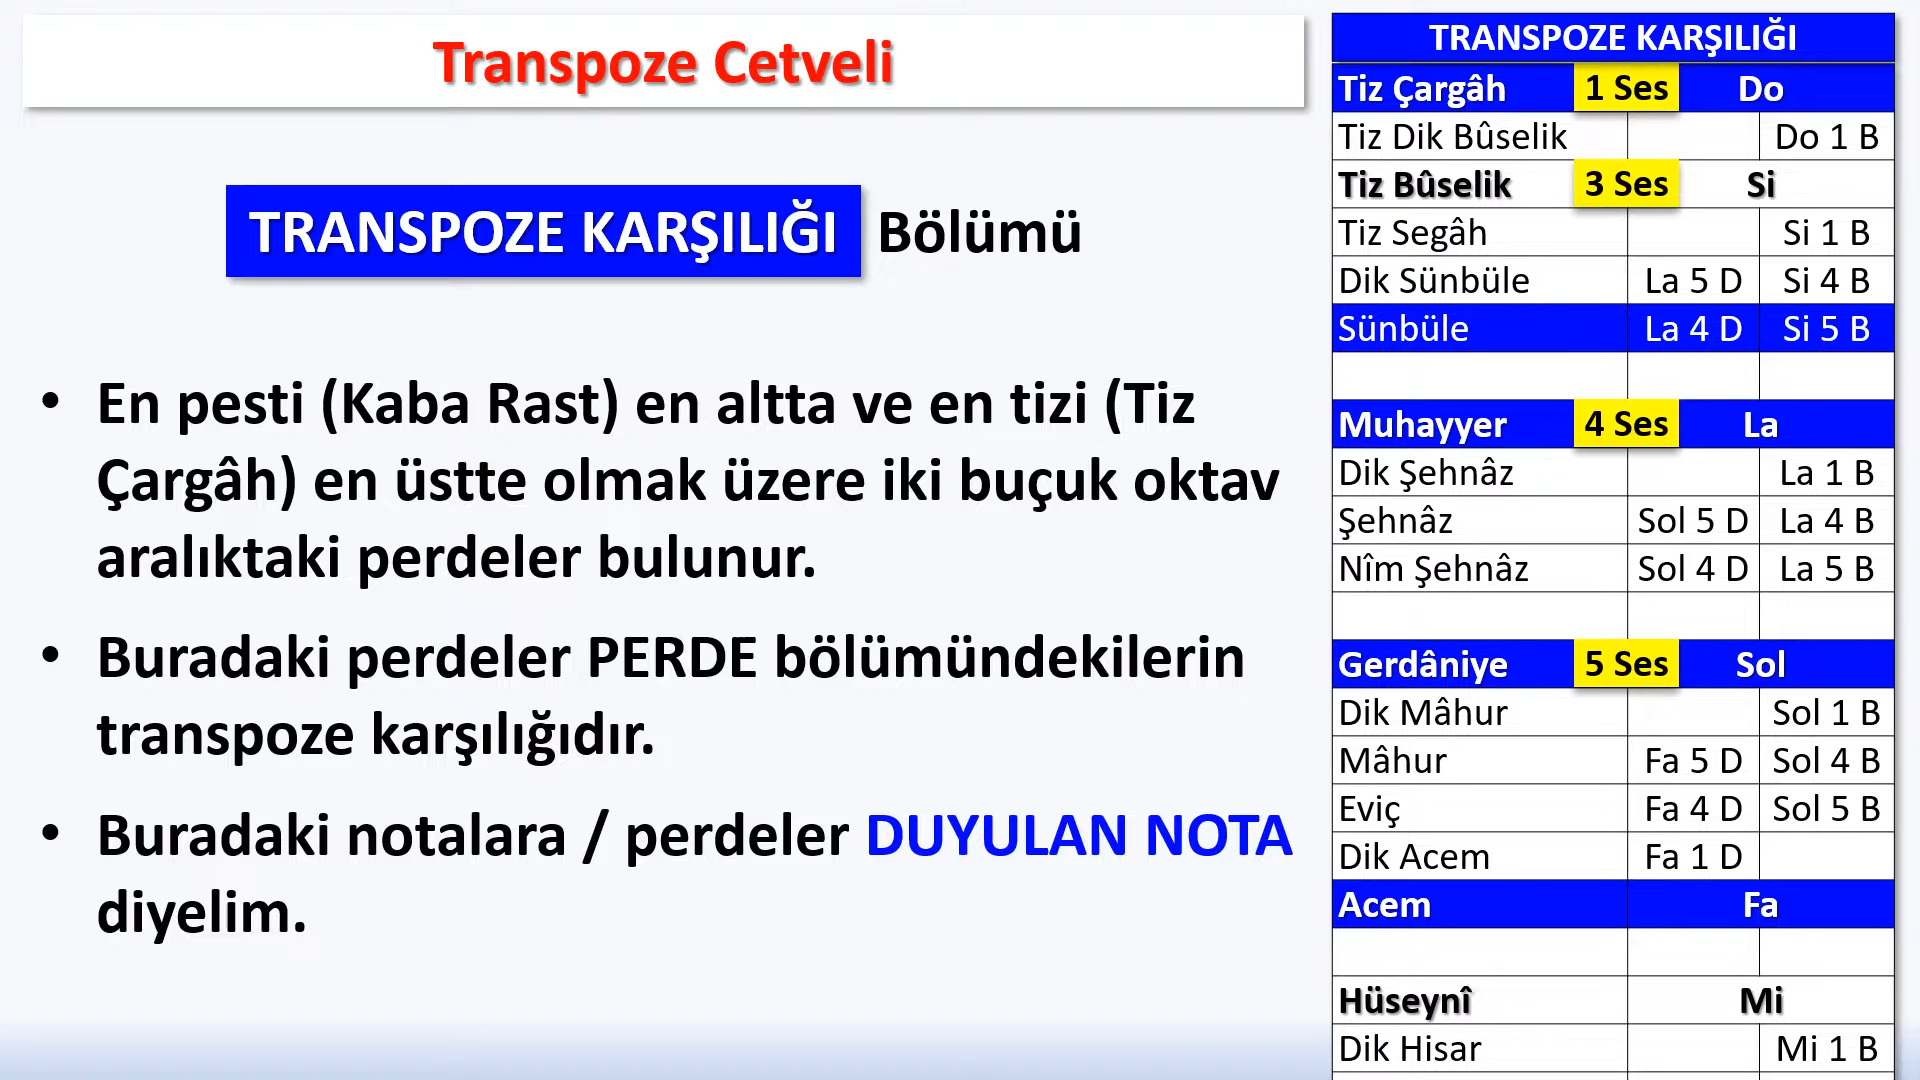 Transpoze Cetveli
TRANSPOZE KARŞILIĞI Bölümü
• En pesti (Kaba Rast) en altta ve en tizi (Tiz
Çargâh) en üstte olmak üzere iki buçuk oktav
aralıktaki perdeler bulunur.
• Buradaki perdeler PERDE bölümündekilerin
transpoze karşılığıdır.
• Buradaki notalara / perdeler DUYULAN NOTA
diyelim.
TRANSPOZE KARŞILIĞI
Tiz Çargâh 1 Ses Do
Tiz Dik Bûselik Do 1 B
Tiz Bûselik 3 Ses Si
Tiz Segâh Si 1 B
Dik Sünbüle La 5 D Si 4 B
Sünbüle La 4 D Si 5 B
Muhayyer 4 Ses La
Dik Şehnâz La 1 B
Şehnâz Sol 5 D La 4 B
Nîm Şehnâz Sol 4 D La 5 B
Gerdâniye 5 Ses Sol
Dik Mâhur Sol 1 B
Mâhur Fa 5 D Sol 4 B
Eviç Fa 4 D Sol 5 B
Dik Acem Fa 1 D
Acem Fa
Hüseynî Mi
Dik Hisar Mi 1 B